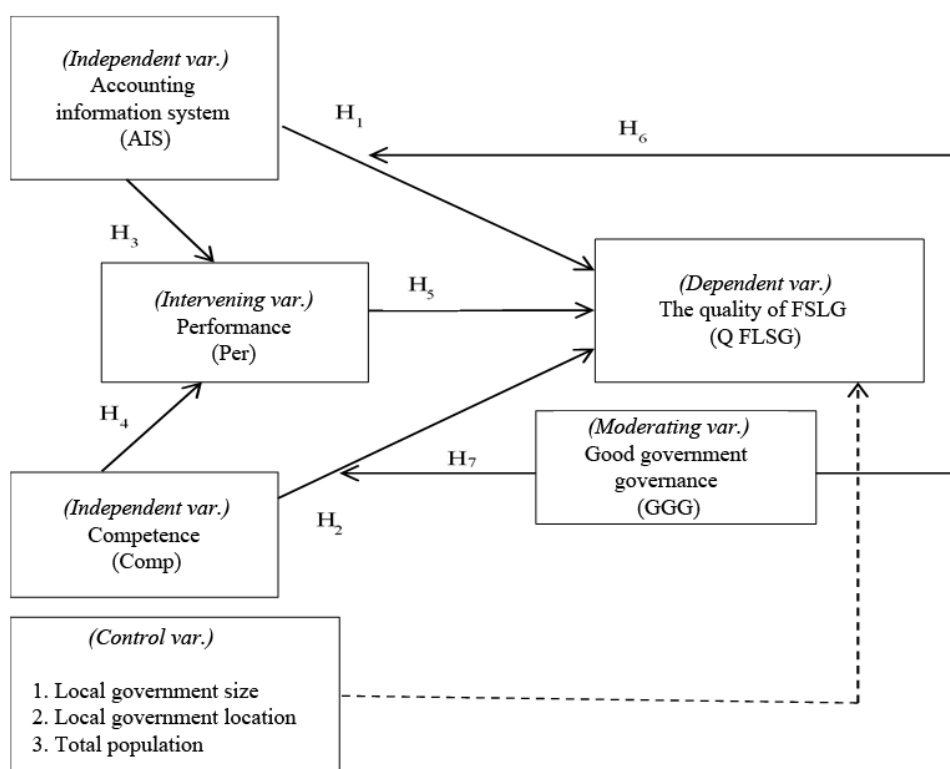 (Independent var.)
Accounting
information system
(AIS)
H1
H6
H3
(Intervening var.)
Performance
(Per)
H5
(Dependent var.)
The quality of FSLG
(Q FLSG)
H4
(Moderating var.)
Good government
governance
(GGG)
H7
(Independent var.)
Competence
(Comp)
H2
(Control var.)
1. Local government size
2. Local government location
3. Total population